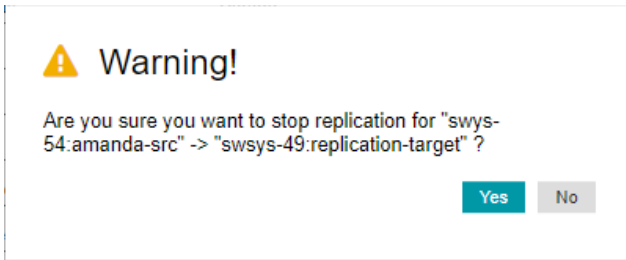 Warning!
Are you sure you want to stop replication for "swys-
54:amanda-src" -> "swsys-49:replication-target" ?
Yes No